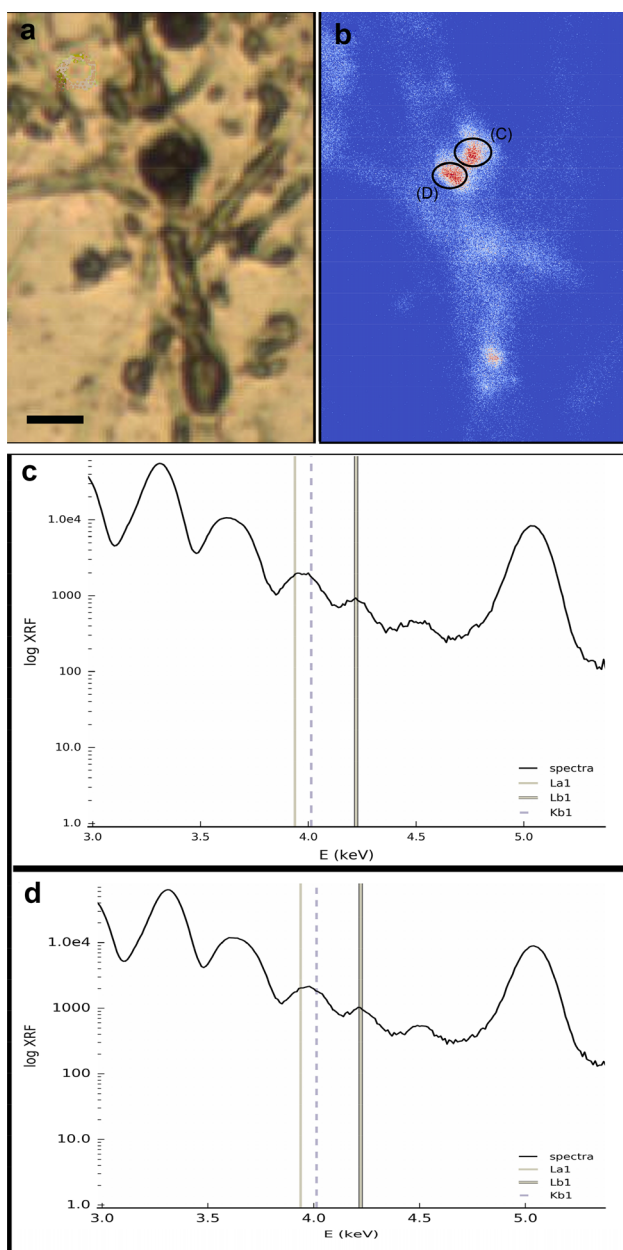 a
b
(C)
(D)
c
1.0e4
1000
100
10.0
1.0
log XRF
3.0 3.5 4.0 4.5 5.0
E (keV)
spectra
La1
Lb1
Kb1
d
1.0e4
1000
100
10.0
1.0
log XRF
3.0 3.5 4.0 4.5 5.0
E (keV)
spectra
La1
Lb1
Kb1